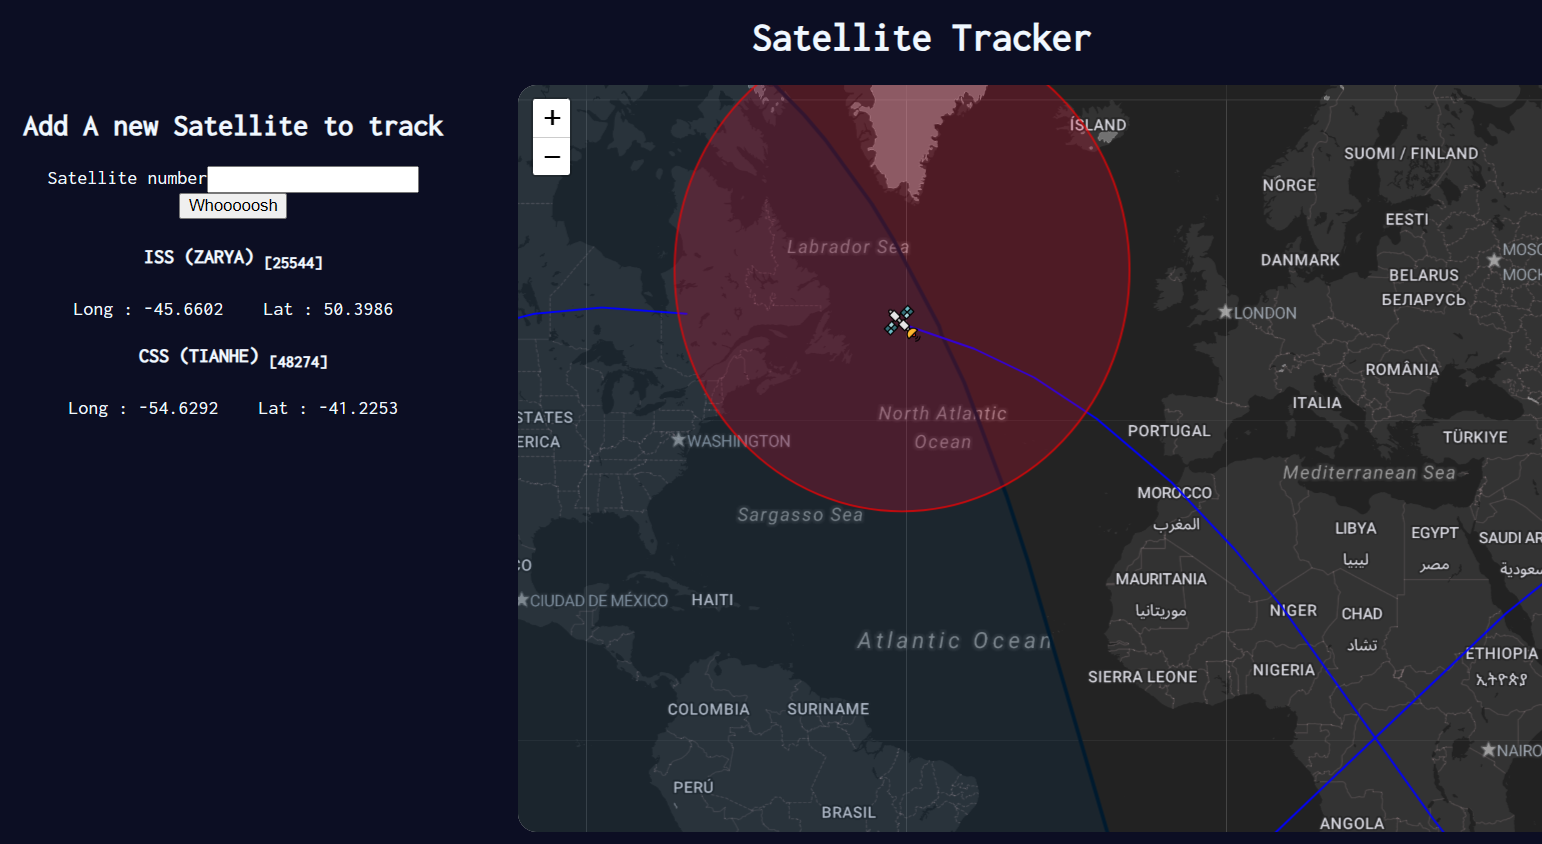 Satellite Tracker
Add A new Satellite to track
Satellite number
Whooooosh
ISS (ZARYA) [25544]
Long : -45.6602 Lat : 50.3986
CSS (TIANHE) [48274]
Long : -54.6292 Lat : -41.2253
+
−
ÍSLAND
SUOMI / FINLAND
NORGE
EESTI
Labrador Sea
DANMARK
MOSC
МОСК
BELARUS
БЕЛАРУСЬ
LONDON
ROMÂNIA
ITALIA
STATES
ERICA
WASHINGTON
North Atlantic
Ocean
PORTUGAL
TÜRKIYE
Mediterranean Sea
MOROCCO
المغرب
Sargasso Sea
LIBYA
ليبيا
EGYPT
مصر
SAUDI AR
سعودية
CO
MAURITANIA
موريتانيا
CIUDAD DE MÉXICO
HAITI
NIGER
CHAD
تشاد
Atlantic Ocean
ETHIOPIA
ኢትዮጵያ
SIERRA LEONE
NIGERIA
COLOMBIA
SURINAME
NAIRO
PERÚ
BRASIL
ANGOLA